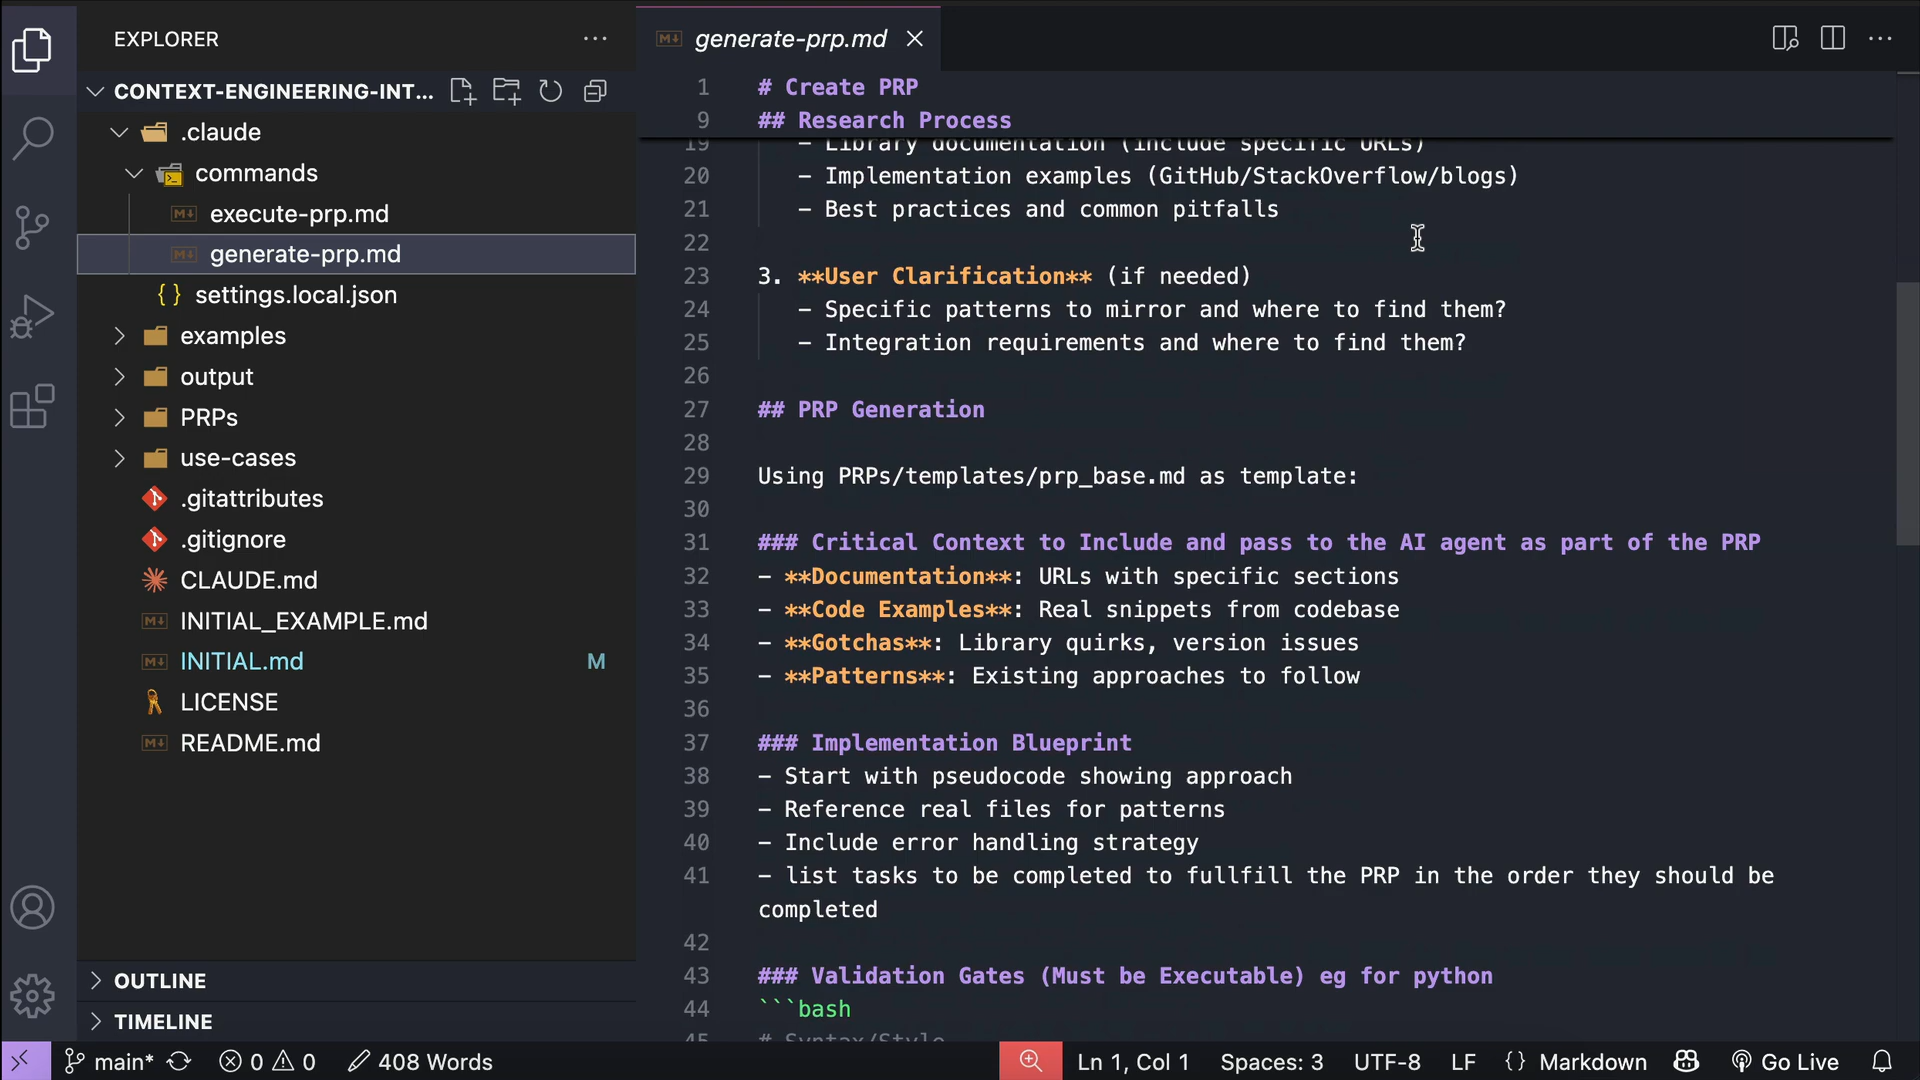 EXPLORER
generate-prp.md
CONTEXT-ENGINEERING-INT...
.claude
commands
execute-prp.md
generate-prp.md
settings.local.json
examples
output
PRPs
use-cases
.gitattributes
.gitignore
CLAUDE.md
INITIAL_EXAMPLE.md
INITIAL.md M
LICENSE
README.md
OUTLINE
TIMELINE
1 # Create PRP
9 ## Research Process
19 - Library documentation (include specific URLs)
20 - Implementation examples (GitHub/StackOverflow/blogs)
21 - Best practices and common pitfalls
22
23 3. **User Clarification** (if needed)
24 - Specific patterns to mirror and where to find them?
25 - Integration requirements and where to find them?
26
27 ## PRP Generation
28
29 Using PRPs/templates/prp_base.md as template:
30
31 ### Critical Context to Include and pass to the AI agent as part of the PRP
32 - **Documentation**: URLs with specific sections
33 - **Code Examples**: Real snippets from codebase
34 - **Gotchas**: Library quirks, version issues
35 - **Patterns**: Existing approaches to follow
36
37 ### Implementation Blueprint
38 - Start with pseudocode showing approach
39 - Reference real files for patterns
40 - Include error handling strategy
41 - list tasks to be completed to fullfill the PRP in the order they should be
completed
42
43 ### Validation Gates (Must be Executable) eg for python
44 ```bash
45 # Syntax/Style
main* 0 0 408 Words Ln 1, Col 1 Spaces: 3 UTF-8 LF {} Markdown Go Live